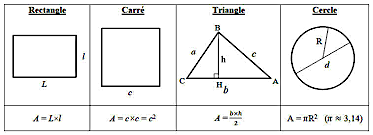 Rectangle Carré Triangle Cercle
l
L
c
B
a
c
h
C
H
A
b
R
d
A = L×l
A = c×c = c²
A = b×h/2
A = πR² (π ≈ 3,14)